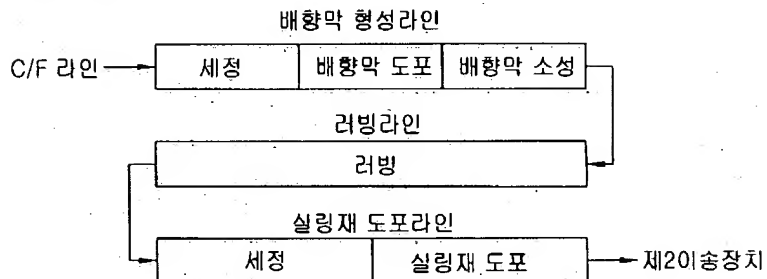 배향막 형성라인
C/F 라인 세정 배향막 도포 배향막 소성
러빙라인
러빙
실링재 도포라인
세정 실링재 도포 제2이송장치